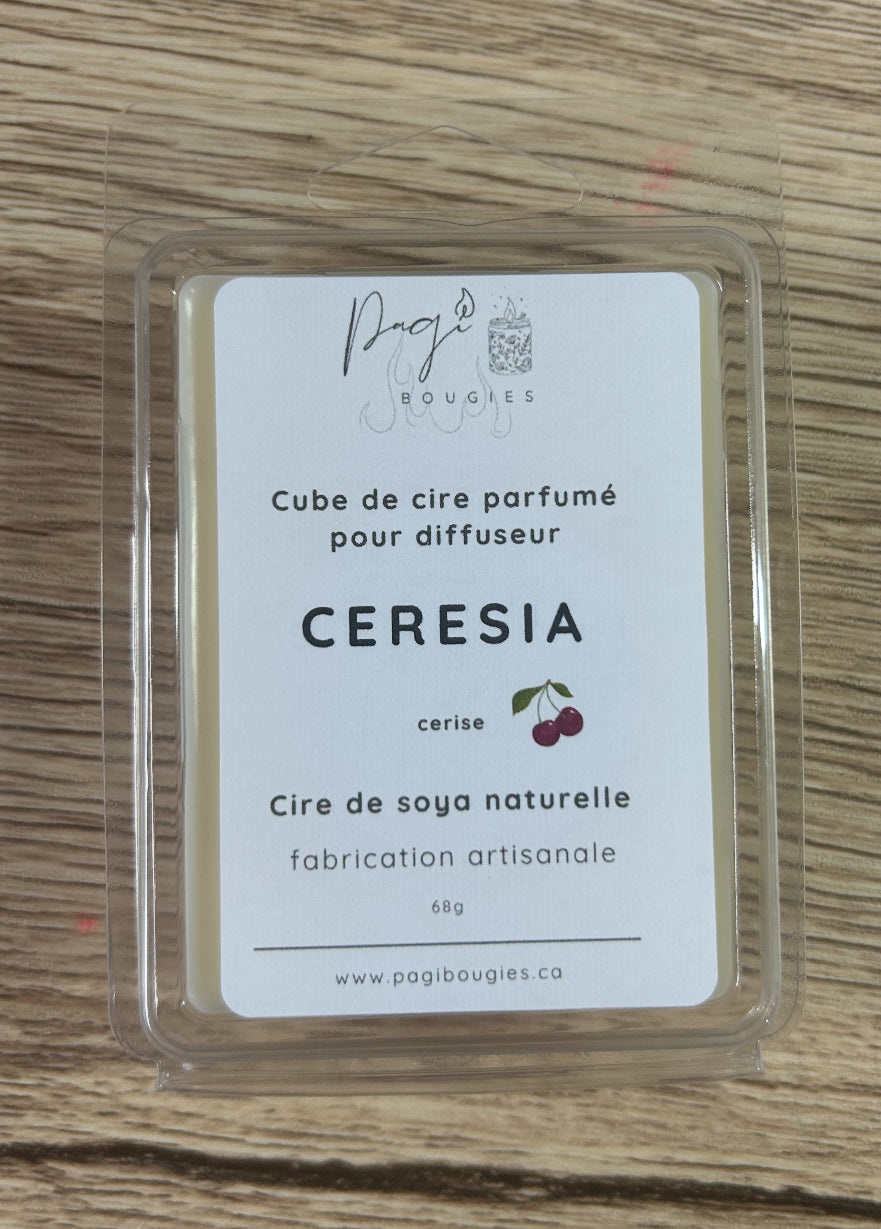 Pagi
BOUGIES
Cube de cire parfumé
pour diffuseur
CERESIA
cerise
Cire de soya naturelle
fabrication artisanale
68g
www.pagibougies.ca